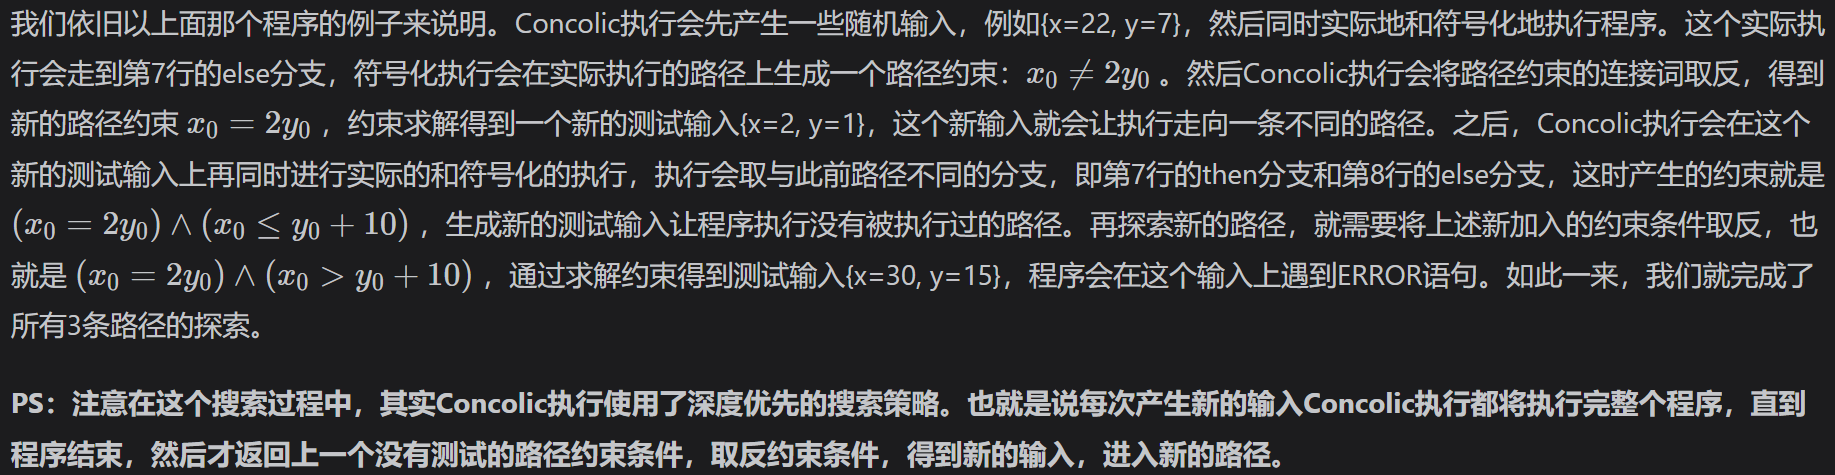 我们依旧以上面那个程序的例子来说明。Concolic执行会先产生一些随机输入，例如{x=22, y=7}，然后同时实际地和符号化地执行程序。这个实际执
行会走到第7行的else分支，符号化执行会在实际执行的路径上生成一个路径约束：x₀ ≠ 2y₀ 。然后Concolic执行会将路径约束的连接词取反，得到
新的路径约束 x₀ = 2y₀ ，约束求解得到一个新的测试输入{x=2, y=1}，这个新输入就会让执行走向一条不同的路径。之后，Concolic执行会在这个
新的测试输入上再同时进行实际的和符号化的执行，执行会取与此前路径不同的分支，即第7行的then分支和第8行的else分支，这时产生的约束就是
(x₀ = 2y₀) ∧ (x₀ ≤ y₀ + 10) ，生成新的测试输入让程序执行没有被执行过的路径。再探索新的路径，就需要将上述新加入的约束条件取反，也
就是 (x₀ = 2y₀) ∧ (x₀ > y₀ + 10) ，通过求解约束得到测试输入{x=30, y=15}，程序会在这个输入上遇到ERROR语句。如此一来，我们就完成了
所有3条路径的探索。
PS：注意在这个搜索过程中，其实Concolic执行使用了深度优先的搜索策略。也就是说每次产生新的输入Concolic执行都将执行完整个程序，直到
程序结束，然后才返回上一个没有测试的路径约束条件，取反约束条件，得到新的输入，进入新的路径。